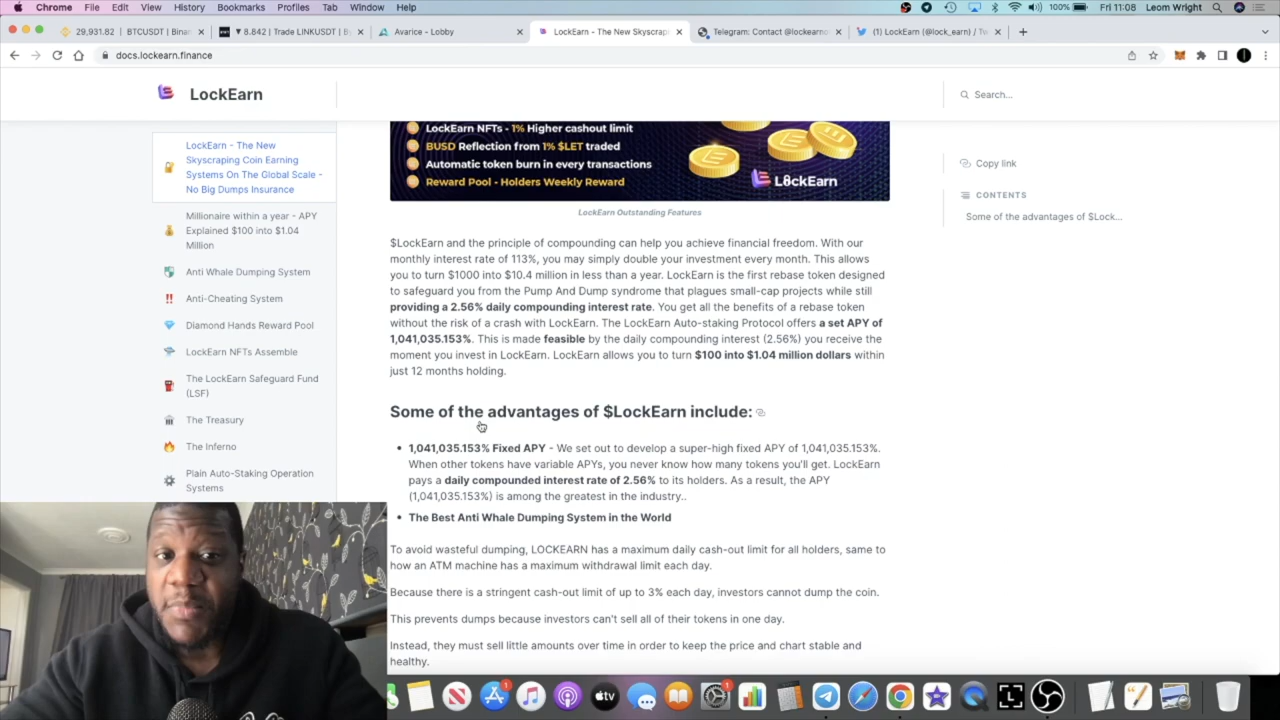 Chrome File Edit View History Bookmarks Profiles Tab Window Help 100% Fri 11:08 Leom Wright
29,931.82 | BTCUSDT | Binan 8.842 | Trade LINKUSDT | B Avarice - Lobby LockEarn - The New Skyscrap Telegram: Contact @lockearno (1) LockEarn (@lock_earn) / Tw
docs.lockearn.finance
LockEarn
Search...
LockEarn - The New
Skyscraping Coin Earning
Systems On The Global Scale -
No Big Dumps Insurance
Millionaire within a year - APY
Explained $100 into $1.04
Million
Anti Whale Dumping System
Anti-Cheating System
Diamond Hands Reward Pool
LockEarn NFTs Assemble
The LockEarn Safeguard Fund
(LSF)
The Treasury
The Inferno
Plain Auto-Staking Operation
Systems
LockEarn NFTs - 1% Higher cashout limit
BUSD Reflection from 1% $LET traded
Automatic token burn in every transactions
Reward Pool - Holders Weekly Reward
LockEarn
LockEarn Outstanding Features
$LockEarn and the principle of compounding can help you achieve financial freedom. With our
monthly interest rate of 113%, you may simply double your investment every month. This allows
you to turn $1000 into $10.4 million in less than a year. LockEarn is the first rebase token designed
to safeguard you from the Pump And Dump syndrome that plagues small-cap projects while still
providing a 2.56% daily compounding interest rate. You get all the benefits of a rebase token
without the risk of a crash with LockEarn. The LockEarn Auto-staking Protocol offers a set APY of
1,041,035.153%. This is made feasible by the daily compounding interest (2.56%) you receive the
moment you invest in LockEarn. LockEarn allows you to turn $100 into $1.04 million dollars within
just 12 months holding.
Some of the advantages of $LockEarn include:
• 1,041,035.153% Fixed APY - We set out to develop a super-high fixed APY of 1,041,035.153%.
When other tokens have variable APYs, you never know how many tokens you'll get. LockEarn
pays a daily compounded interest rate of 2.56% to its holders. As a result, the APY
(1,041,035.153%) is among the greatest in the industry..
• The Best Anti Whale Dumping System in the World
To avoid wasteful dumping, LOCKEARN has a maximum daily cash-out limit for all holders, same to
how an ATM machine has a maximum withdrawal limit each day.
Because there is a stringent cash-out limit of up to 3% each day, investors cannot dump the coin.
This prevents dumps because investors can't sell all of their tokens in one day.
Instead, they must sell little amounts over time in order to keep the price and chart stable and
healthy.
Copy link
CONTENTS
Some of the advantages of $Lock...
1
tv
1